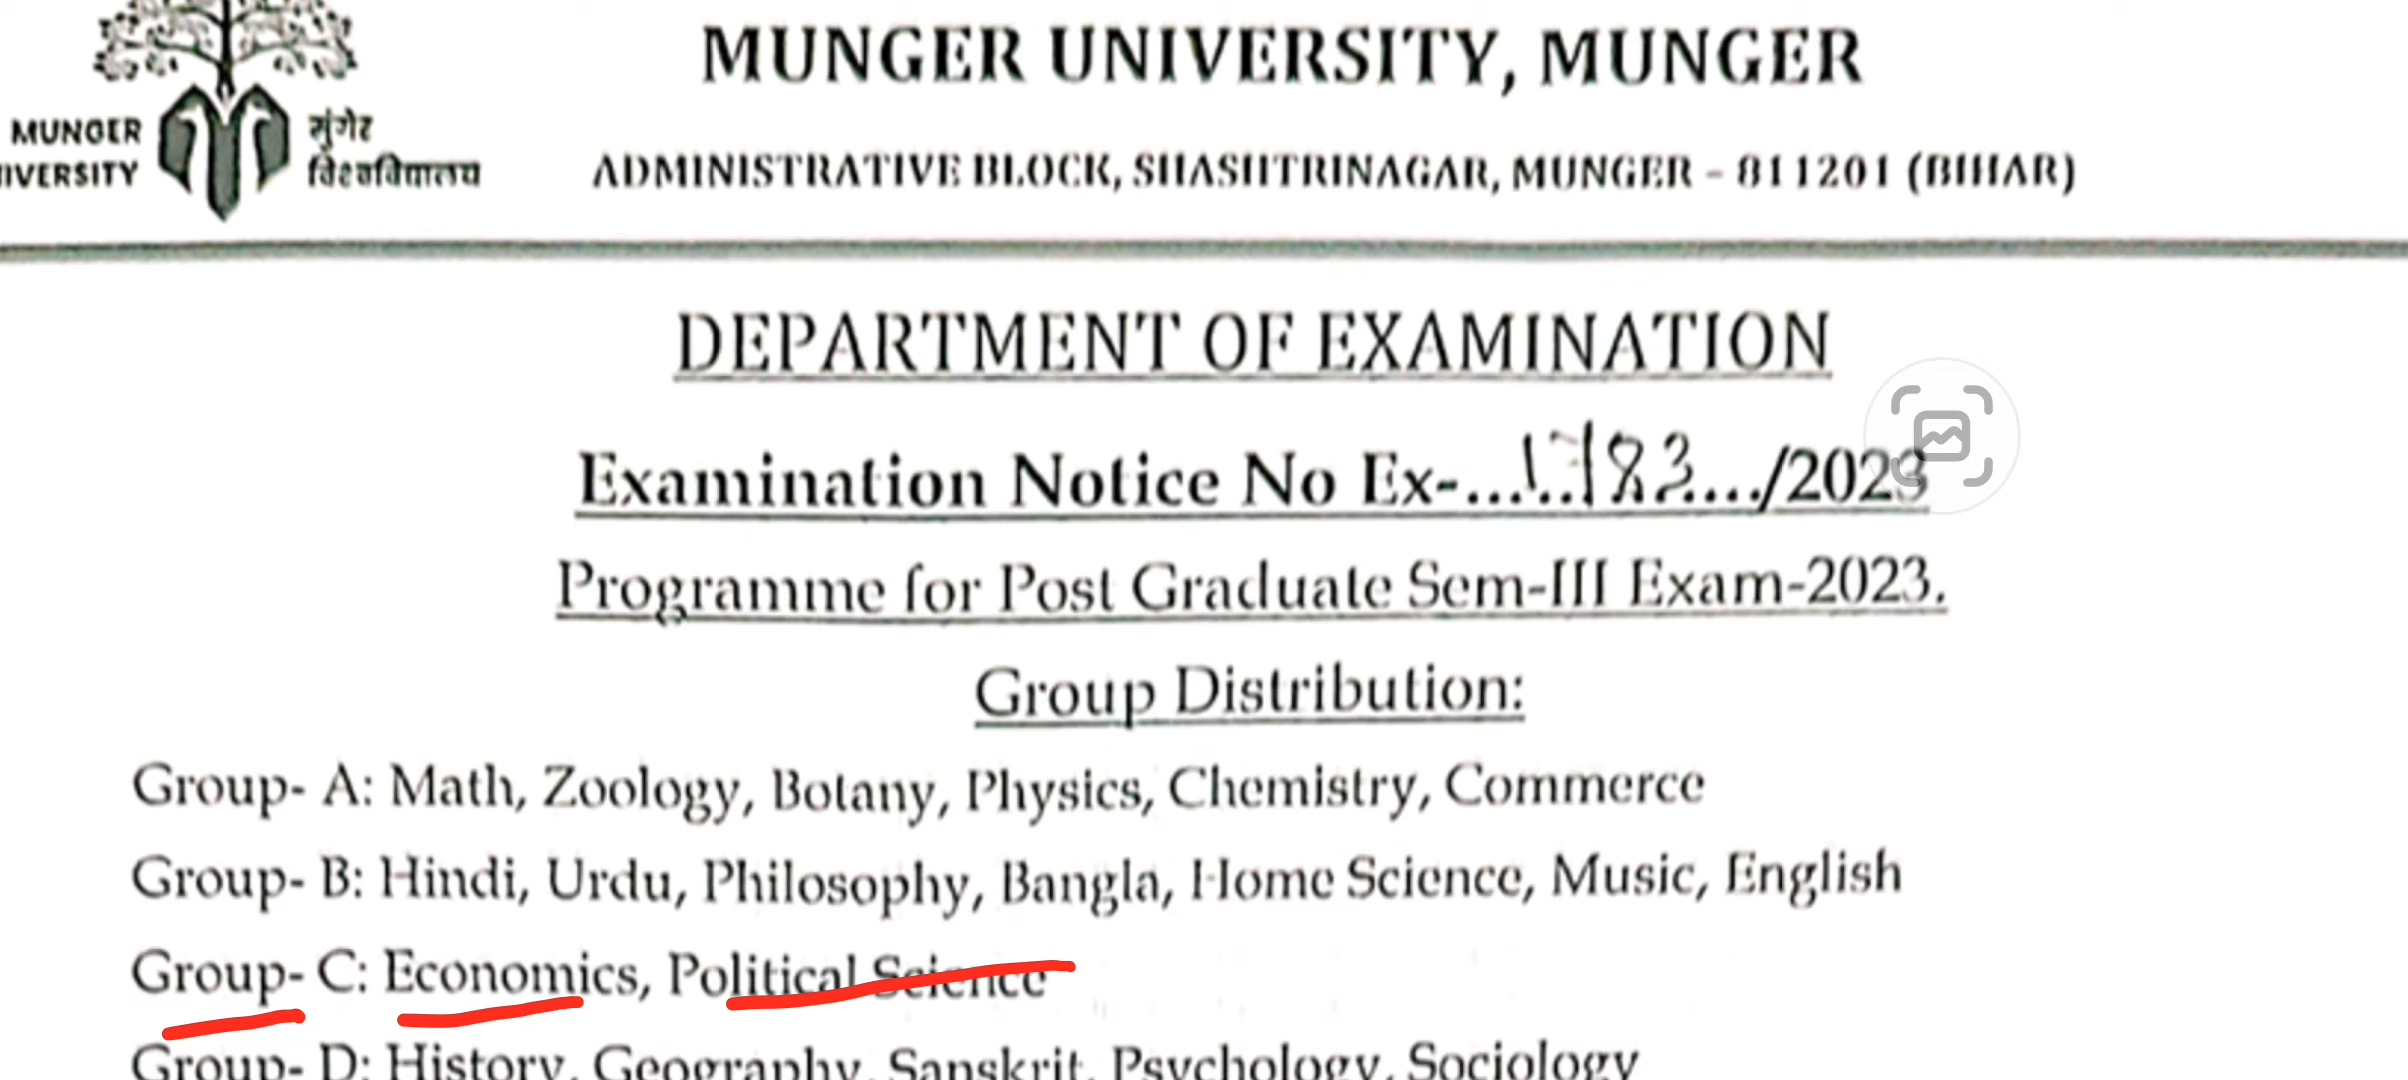 MUNGER UNIVERSITY, MUNGER
MUNGER
मुंगेर
IVERSITY
विश्वविद्यालय
ADMINISTRATIVE BLOCK, SHASHTRINAGAR, MUNGER - 811201 (BIHAR)
DEPARTMENT OF EXAMINATION
Examination Notice No Ex-.../2023
Programme for Post Graduate Sem-III Exam-2023.
Group Distribution:
Group- A: Math, Zoology, Botany, Physics, Chemistry, Commerce
Group- B: Hindi, Urdu, Philosophy, Bangla, Home Science, Music, English
Group- C: Economics, Political Science
Group- D: History, Geography, Sanskrit, Psychology, Sociology